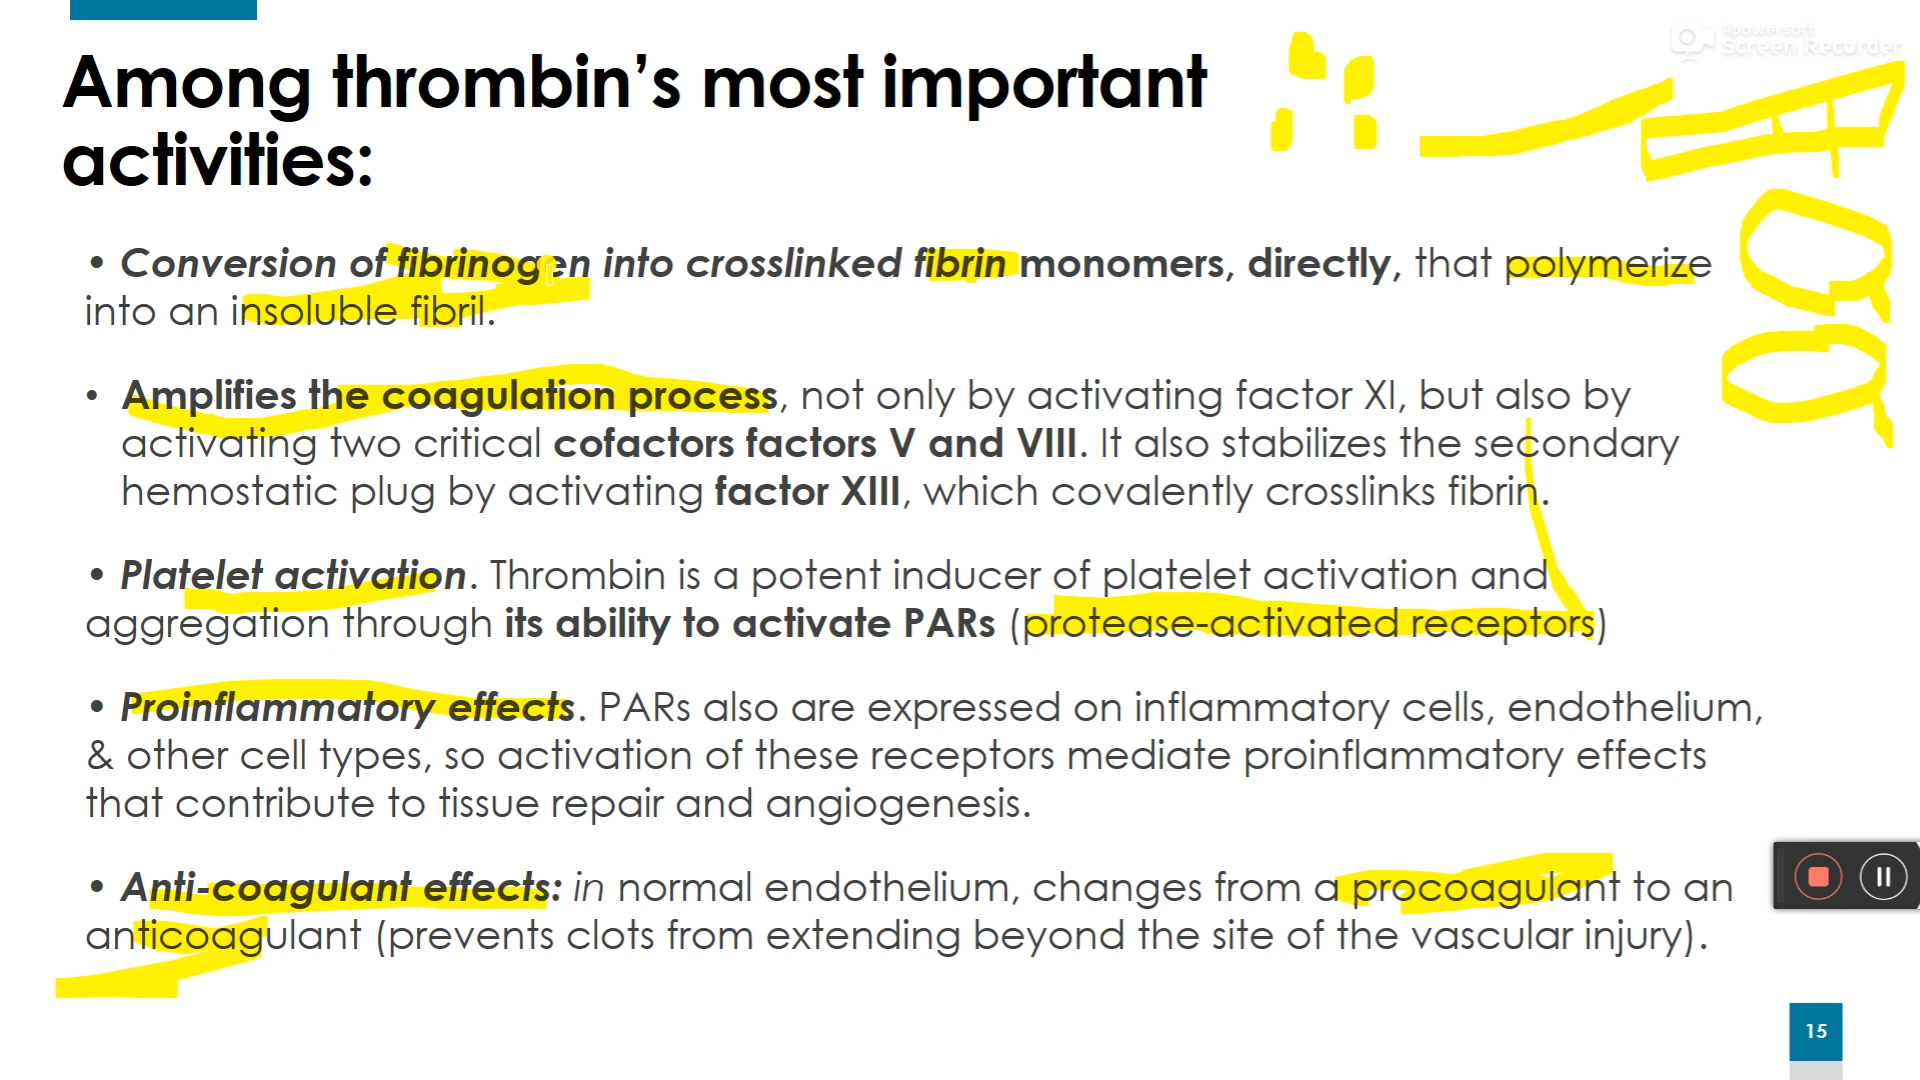 Apowersoft
Screen Recorder
Among thrombin’s most important
activities:
• Conversion of fibrinogen into crosslinked fibrin monomers, directly, that polymerize
into an insoluble fibril.
• Amplifies the coagulation process, not only by activating factor XI, but also by
activating two critical cofactors factors V and VIII. It also stabilizes the secondary
hemostatic plug by activating factor XIII, which covalently crosslinks fibrin.
• Platelet activation. Thrombin is a potent inducer of platelet activation and
aggregation through its ability to activate PARs (protease-activated receptors)
• Proinflammatory effects. PARs also are expressed on inflammatory cells, endothelium,
& other cell types, so activation of these receptors mediate proinflammatory effects
that contribute to tissue repair and angiogenesis.
• Anti-coagulant effects: in normal endothelium, changes from a procoagulant to an
anticoagulant (prevents clots from extending beyond the site of the vascular injury).
15